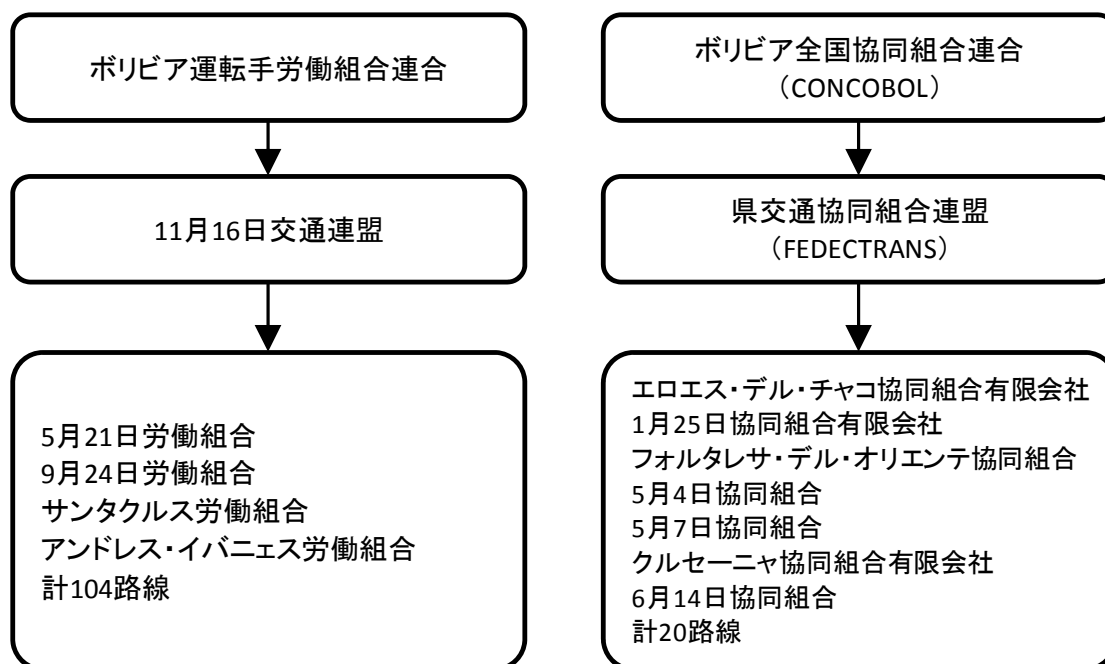 ボリビア運転手労働組合連合
11月16日交通連盟
5月21日労働組合
9月24日労働組合
サンタクルス労働組合
アンドレス・イバニェス労働組合
計104路線
ボリビア全国協同組合連合
（CONCOBOL）
県交通協同組合連盟
（FEDECTRANS）
エロエス・デル・チャコ協同組合有限会社
1月25日協同組合有限会社
フォルタレサ・デル・オリエンテ協同組合
5月4日協同組合
5月7日協同組合
クルセーニャ協同組合有限会社
6月14日協同組合
計20路線